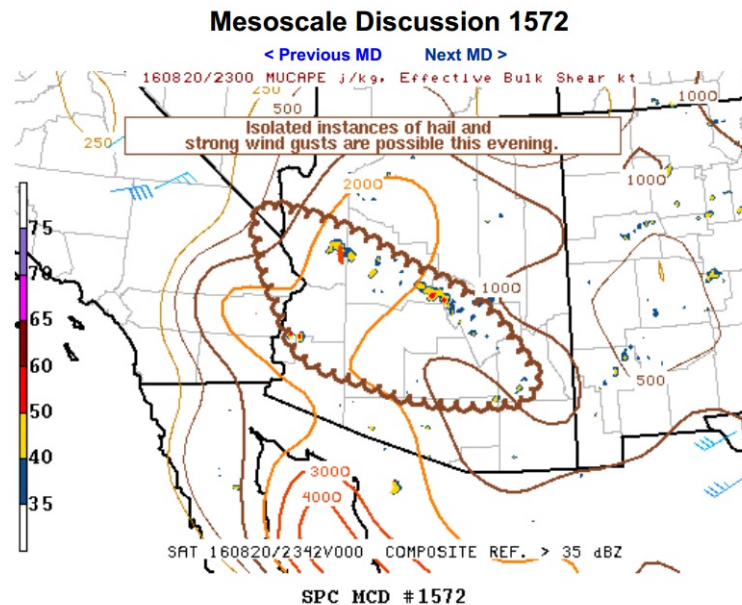 Mesoscale Discussion 1572
< Previous MD Next MD >
160820/2300 MUCAPE j/kg, Effective Bulk Shear kt
250
500
1000
250
Isolated instances of hail and
strong wind gusts are possible this evening.
2000
1000
75
70
65
60
50
40
35
1000
500
3000
4000
SAT 160820/2342V000 COMPOSITE REF. > 35 dBZ
SPC MCD #1572